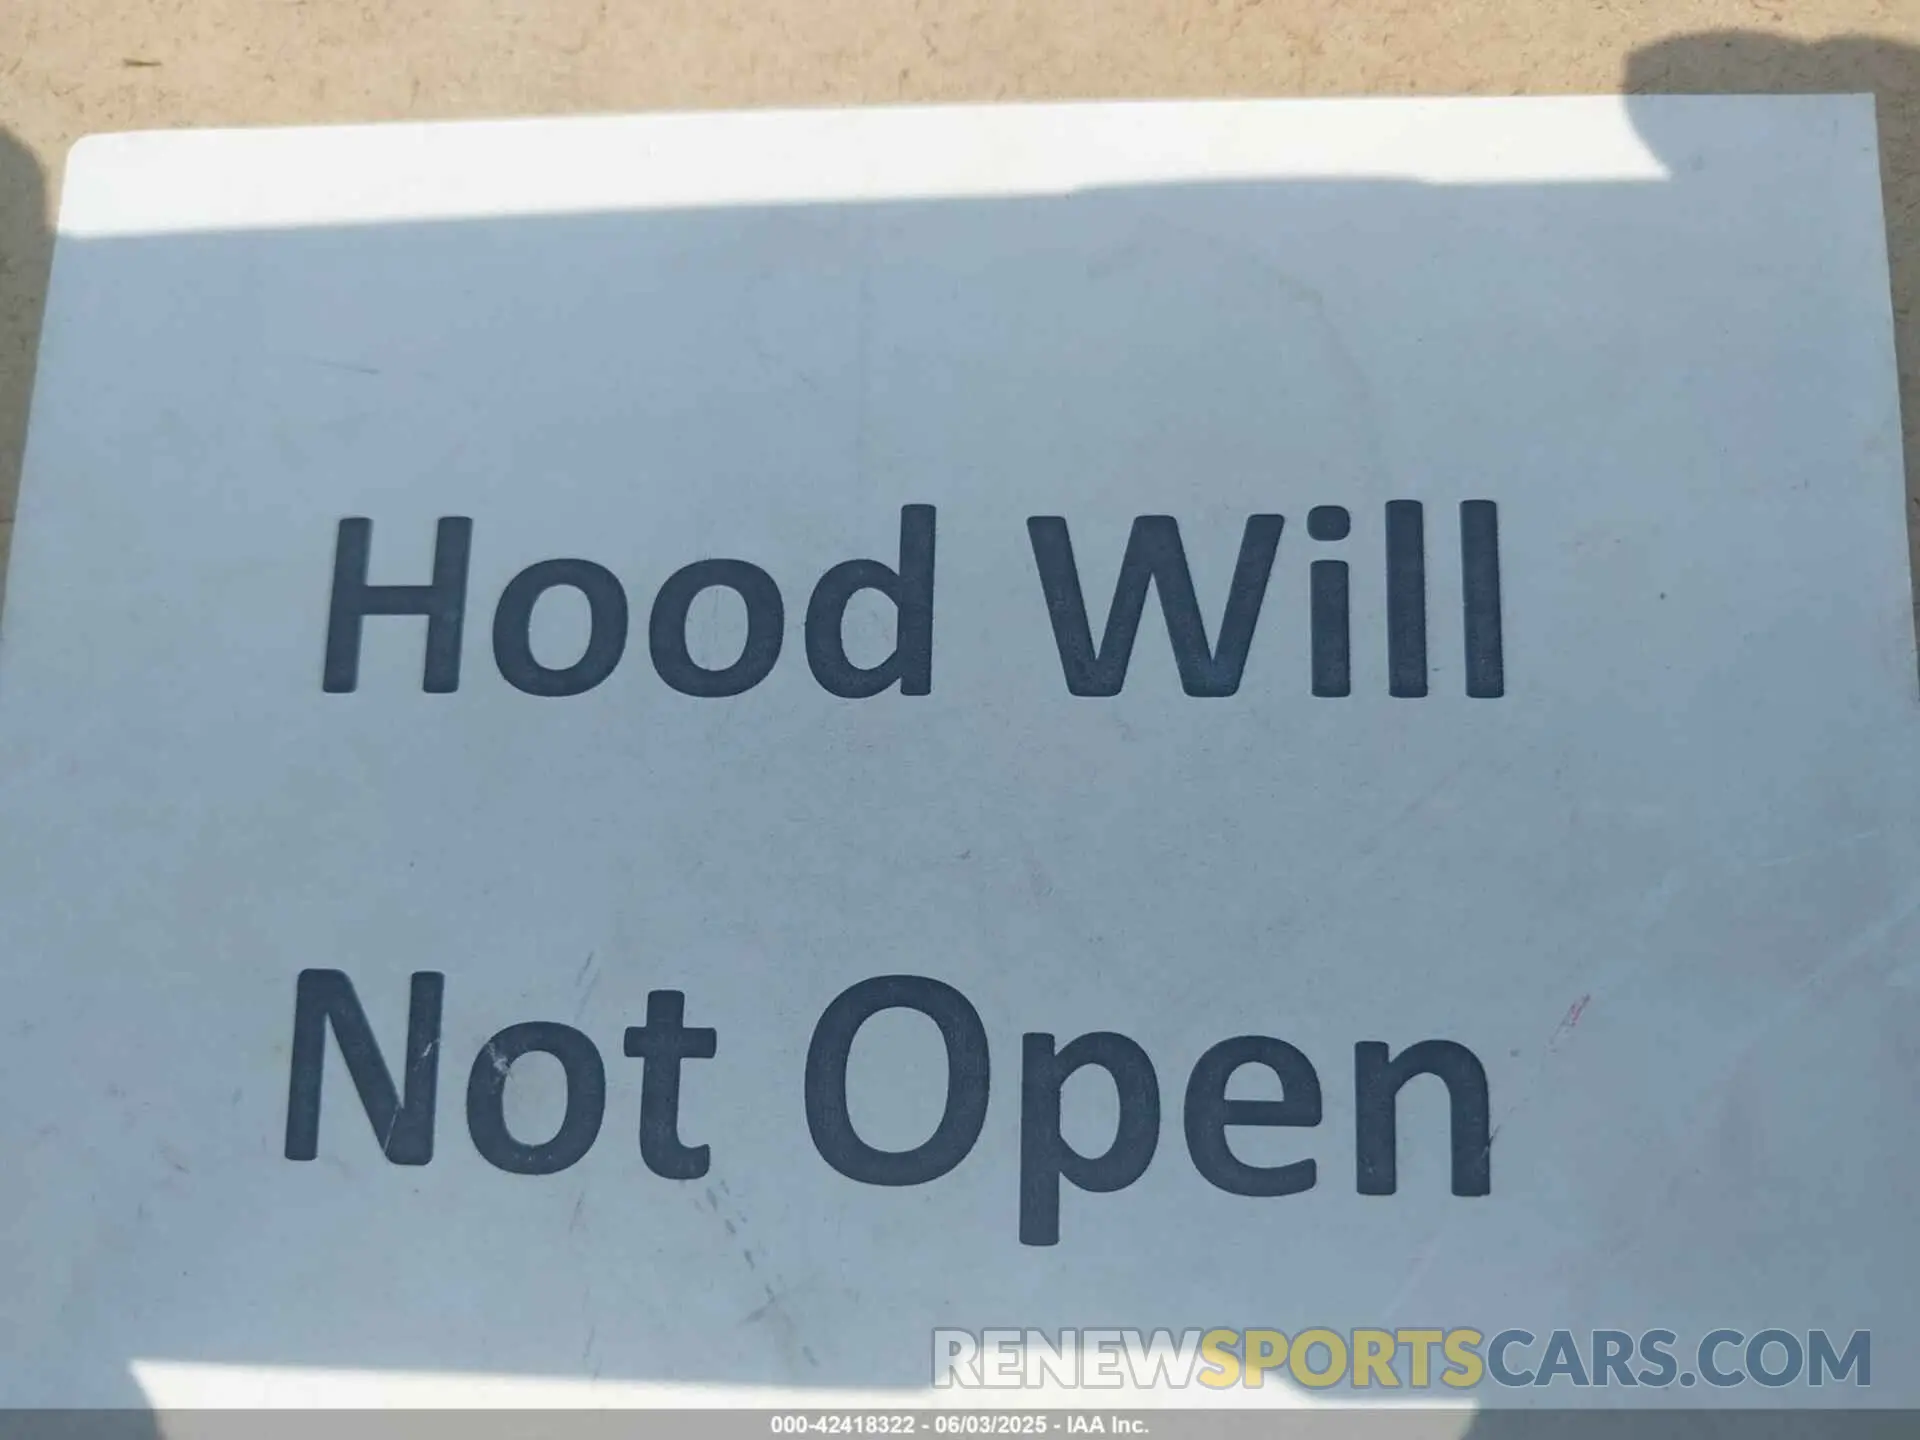 Hood Will
Not Open
RENEWSPORTSCARS.COM
000-42418322 - 06/03/2025 - IAA Inc.